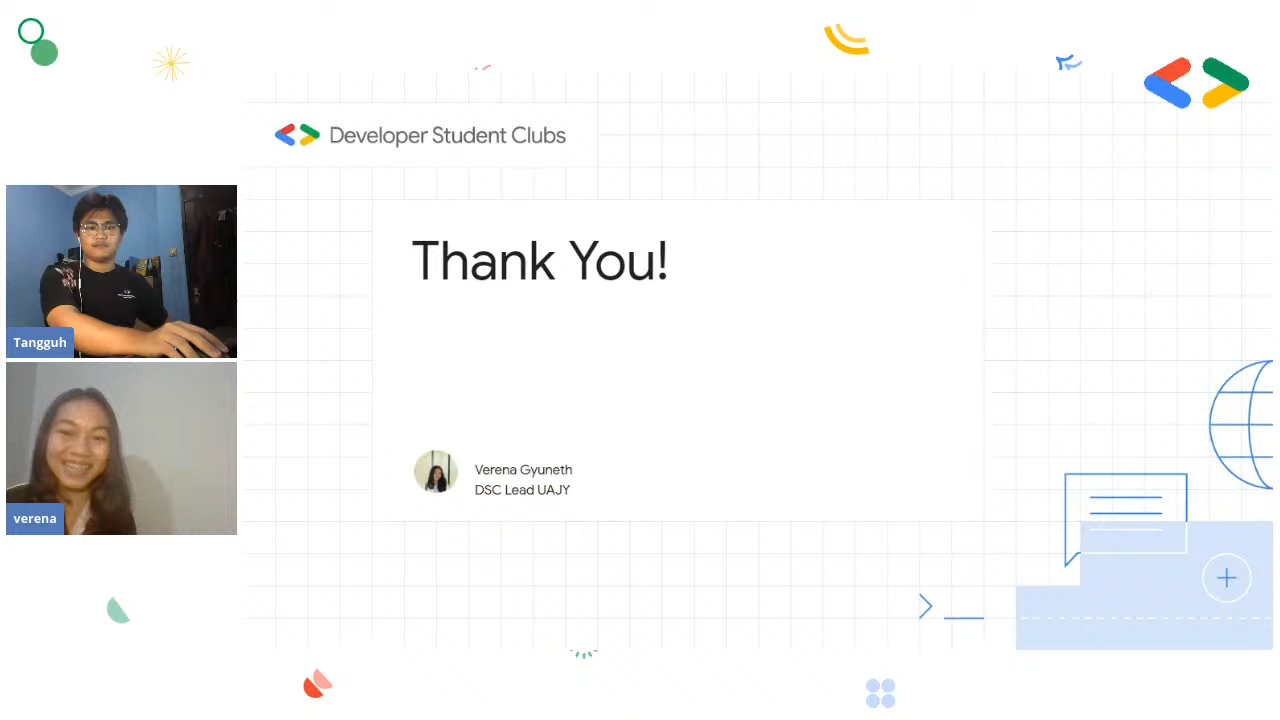 Developer Student Clubs
Thank You!
Tangguh
Verena Gyuneth
DSC Lead UAJY
verena